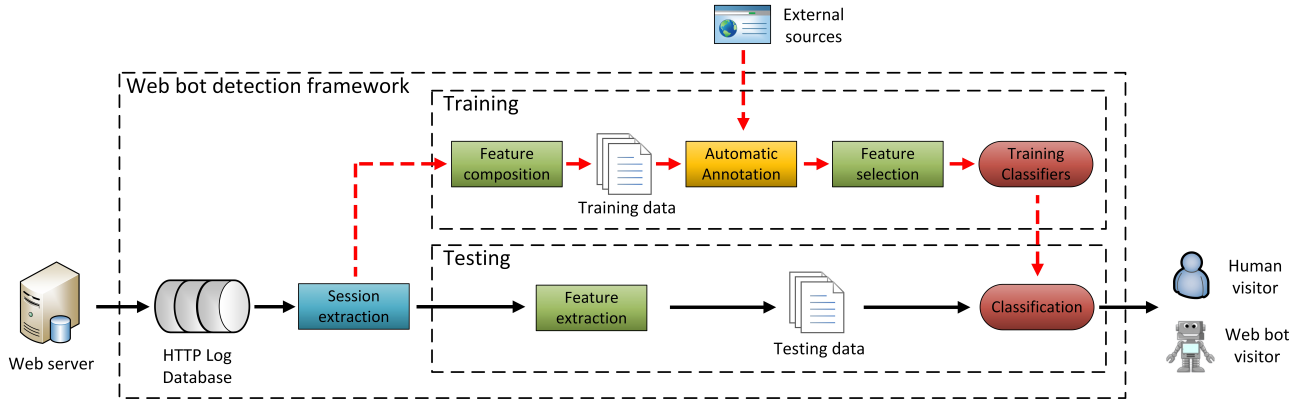 External
sources
Web bot detection framework
Training
Feature
composition
Training data
Automatic
Annotation
Feature
selection
Training
Classifiers
Testing
Web server
HTTP Log
Database
Session
extraction
Feature
extraction
Testing data
Classification
Human
visitor
Web bot
visitor